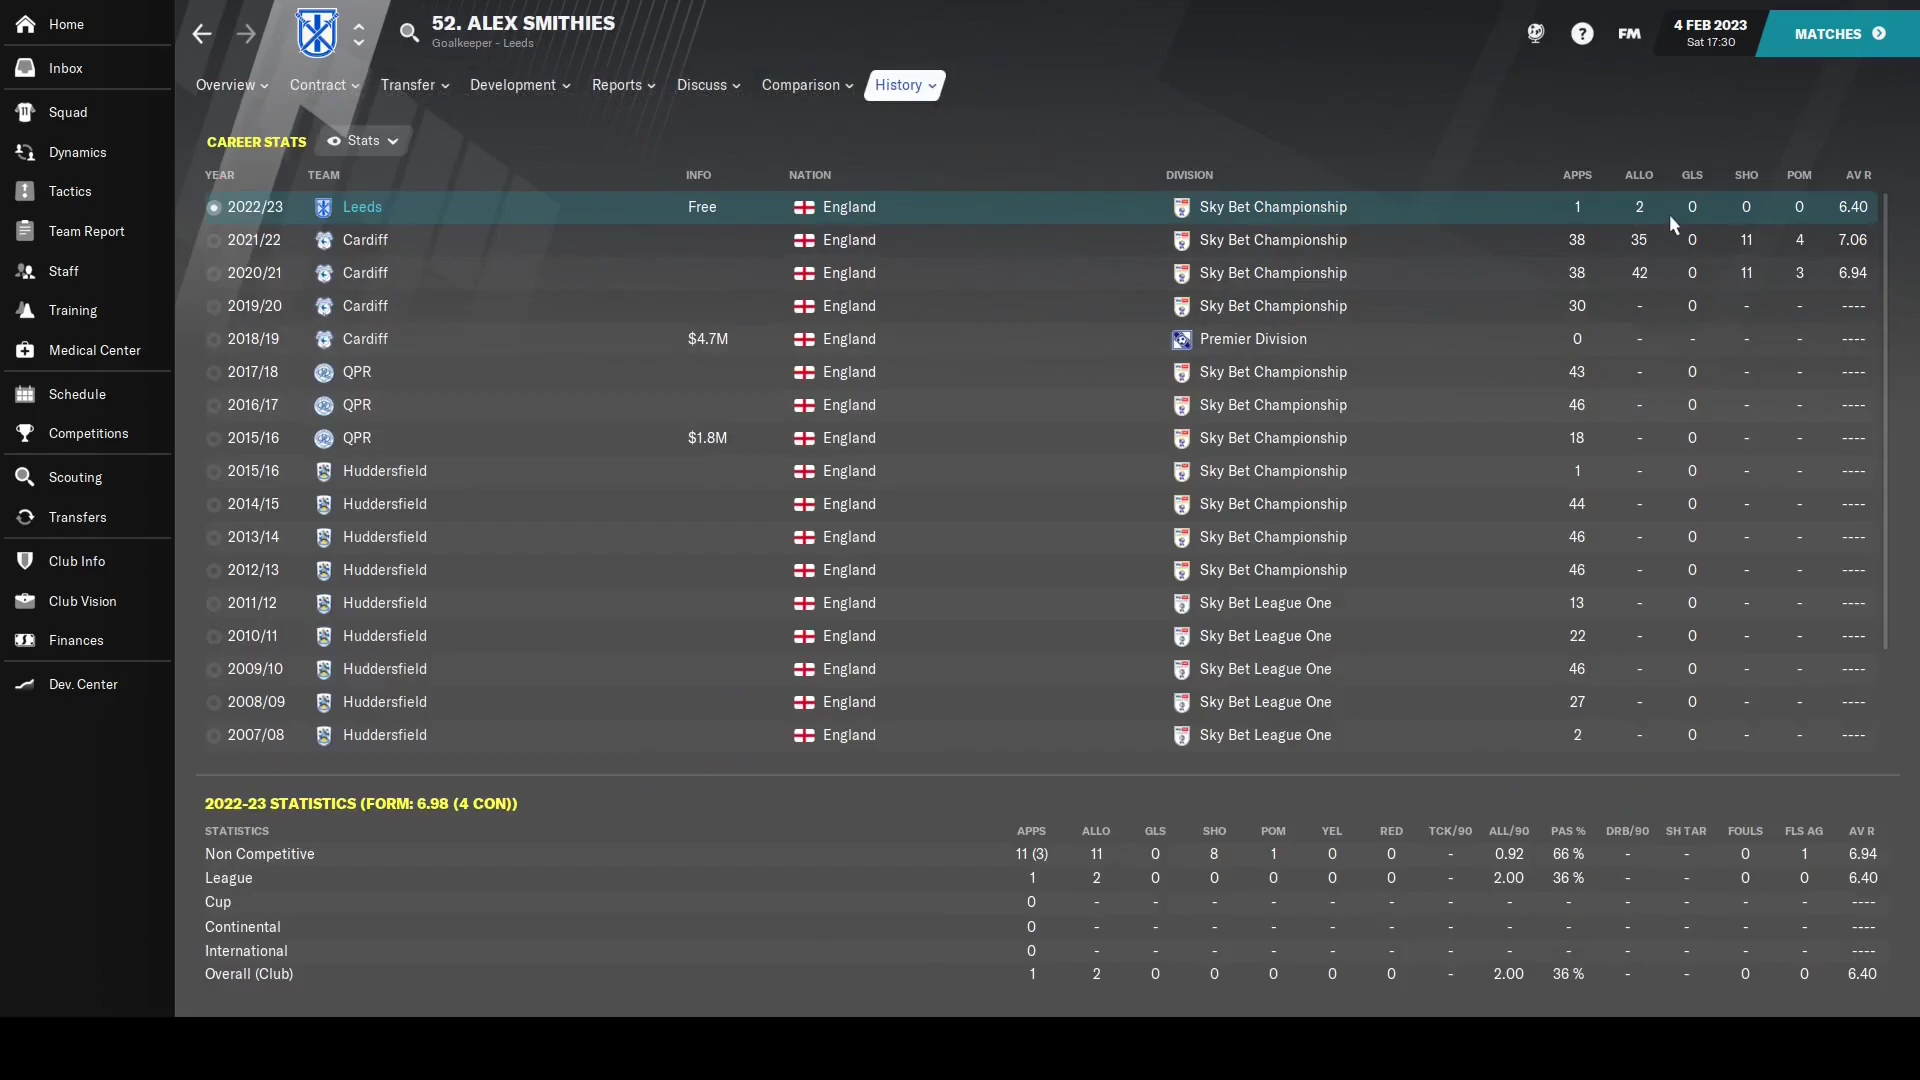 Home
Inbox
Squad
Dynamics
Tactics
Team Report
Staff
Training
Medical Center
Schedule
Competitions
Scouting
Transfers
Club Info
Club Vision
Finances
Dev. Center
52. ALEX SMITHIES
Goalkeeper - Leeds
? FM 4 FEB 2023
Sat 17:30
MATCHES
Overview Contract Transfer Development Reports Discuss Comparison History
CAREER STATS Stats
YEAR TEAM INFO NATION DIVISION APPS ALLO GLS SHO POM AV R
2022/23 Leeds Free England Sky Bet Championship 1 2 0 0 0 6.40
2021/22 Cardiff England Sky Bet Championship 38 35 0 11 4 7.06
2020/21 Cardiff England Sky Bet Championship 38 42 0 11 3 6.94
2019/20 Cardiff England Sky Bet Championship 30 - 0 - - ----
2018/19 Cardiff $4.7M England Premier Division 0 - - - - ----
2017/18 QPR England Sky Bet Championship 43 - 0 - - ----
2016/17 QPR England Sky Bet Championship 46 - 0 - - ----
2015/16 QPR $1.8M England Sky Bet Championship 18 - 0 - - ----
2015/16 Huddersfield England Sky Bet Championship 1 - 0 - - ----
2014/15 Huddersfield England Sky Bet Championship 44 - 0 - - ----
2013/14 Huddersfield England Sky Bet Championship 46 - 0 - - ----
2012/13 Huddersfield England Sky Bet Championship 46 - 0 - - ----
2011/12 Huddersfield England Sky Bet League One 13 - 0 - - ----
2010/11 Huddersfield England Sky Bet League One 22 - 0 - - ----
2009/10 Huddersfield England Sky Bet League One 46 - 0 - - ----
2008/09 Huddersfield England Sky Bet League One 27 - 0 - - ----
2007/08 Huddersfield England Sky Bet League One 2 - 0 - - ----
2022-23 STATISTICS (FORM: 6.98 (4 CON))
STATISTICS APPS ALLO GLS SHO POM YEL RED TCK/90 ALL/90 PAS % DRB/90 SH TAR FOULS FLS AG AV R
Non Competitive 11 (3) 11 0 8 1 0 0 - 0.92 66 % - - 0 1 6.94
League 1 2 0 0 0 0 0 - 2.00 36 % - - 0 0 6.40
Cup 0 - - - - - - - - - - - - - ----
Continental 0 - - - - - - - - - - - - - ----
International 0 - - - - - - - - - - - - - ----
Overall (Club) 1 2 0 0 0 0 0 - 2.00 36 % - - 0 0 6.40